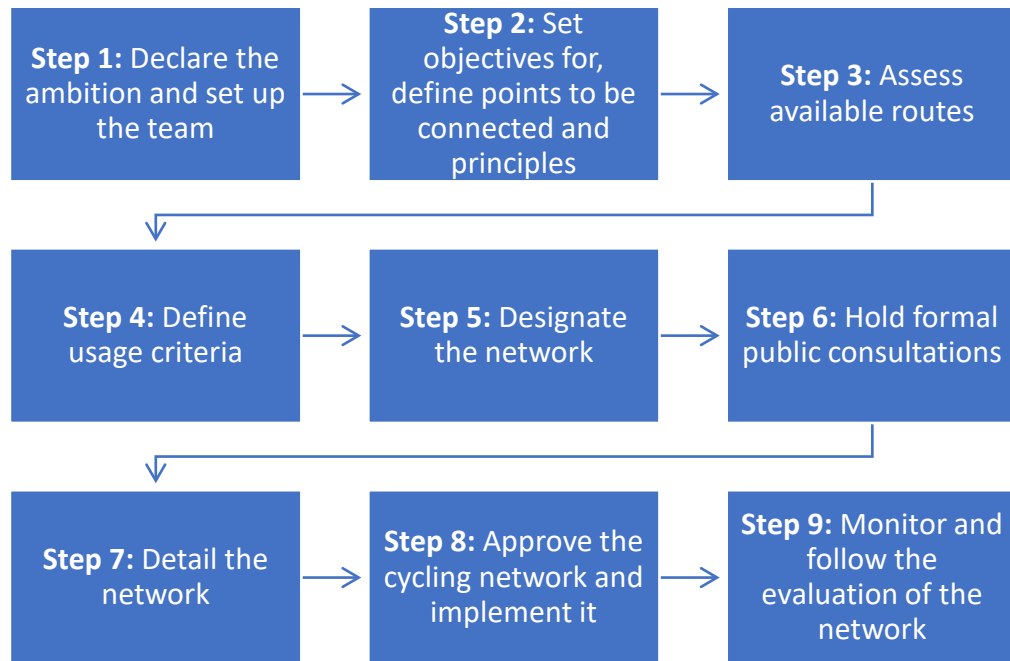 Step 1: Declare the
ambition and set up
the team
Step 2: Set
objectives for,
define points to be
connected and
principles
Step 3: Assess
available routes
Step 4: Define
usage criteria
Step 5: Designate
the network
Step 6: Hold formal
public consultations
Step 7: Detail the
network
Step 8: Approve the
cycling network and
implement it
Step 9: Monitor and
follow the
evaluation of the
network